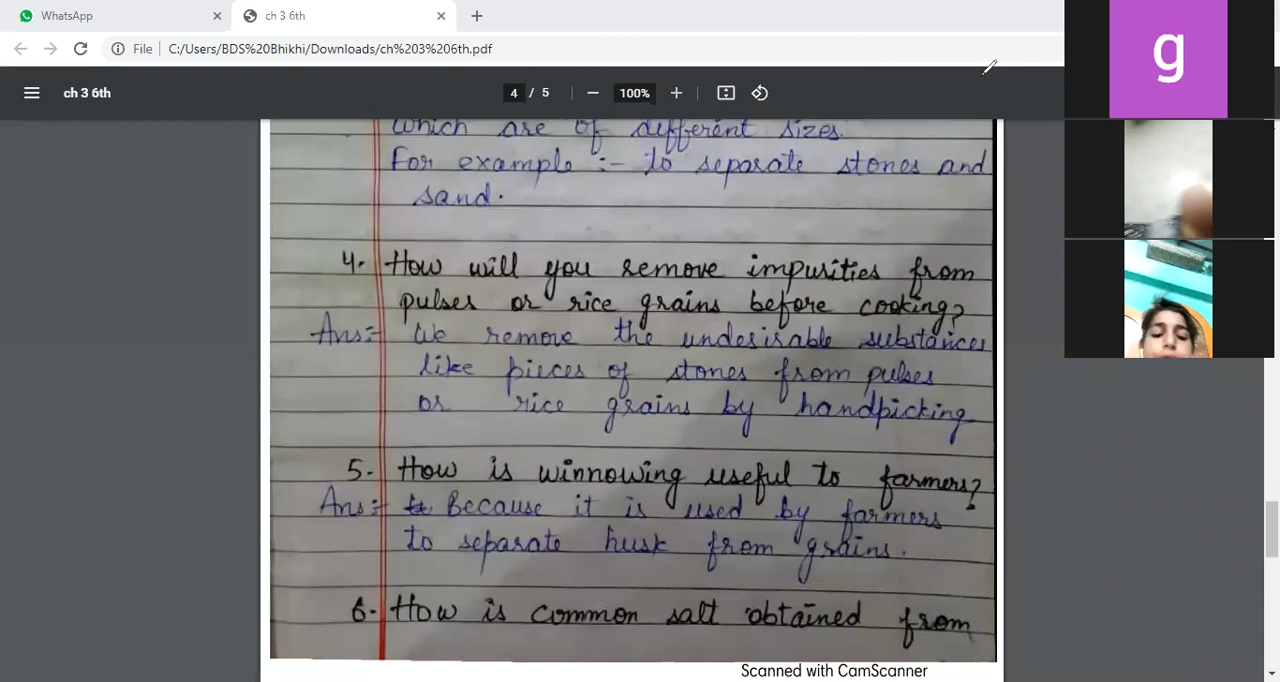 WhatsApp
ch 3 6th
File
C:/Users/BDS%20Bhikhi/Downloads/ch%203%206th.pdf
ch 3 6th
4 / 5
100%
g
which are of different sizes.
For example :- to separate stones and
sand.
4. How will you remove impurities from
pulses or rice grains before cooking?
Ans:- We remove the undesirable substances
like pieces of stones from pulses
or rice grains by handpicking
5. How is winnowing useful to farmers?
Ans:- Because it is used by farmers
to separate husk from grains.
6. How is common salt obtained from
Scanned with CamScanner